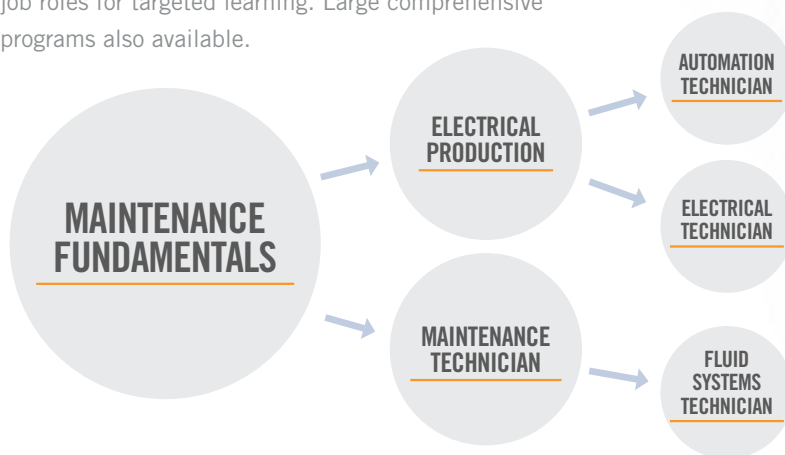 job roles for targeted learning. Large comprehensive
programs also available.
MAINTENANCE
FUNDAMENTALS
ELECTRICAL
PRODUCTION
MAINTENANCE
TECHNICIAN
AUTOMATION
TECHNICIAN
ELECTRICAL
TECHNICIAN
FLUID
SYSTEMS
TECHNICIAN